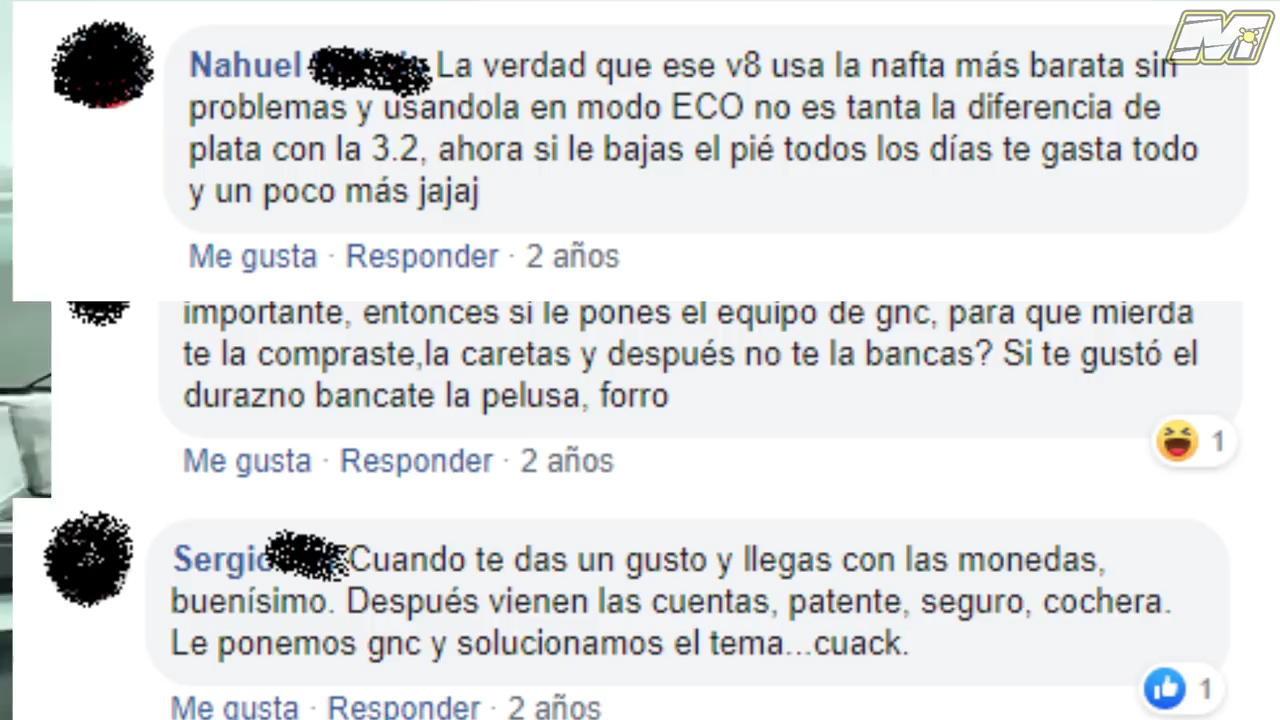 Nahuel La verdad que ese v8 usa la nafta más barata sin
problemas y usandola en modo ECO no es tanta la diferencia de
plata con la 3.2, ahora si le bajas el pié todos los días te gasta todo
y un poco más jajaj
Me gusta · Responder · 2 años
importante, entonces si le pones el equipo de gnc, para que mierda
te la compraste,la caretas y después no te la bancas? Si te gustó el
durazno bancate la pelusa, forro
1
Me gusta · Responder · 2 años
Sergio Cuando te das un gusto y llegas con las monedas,
buenísimo. Después vienen las cuentas, patente, seguro, cochera.
Le ponemos gnc y solucionamos el tema...cuack.
1
Me gusta · Responder · 2 años